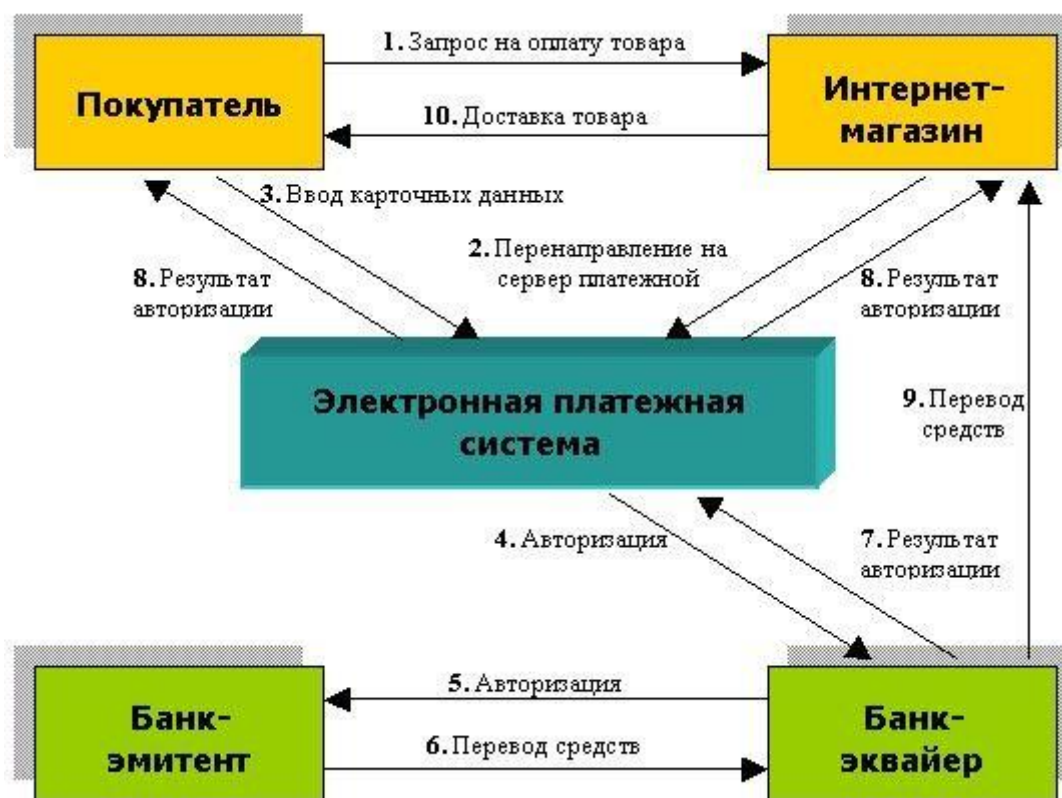 1. Запрос на оплату товара
Покупатель
Интернет-
магазин
10. Доставка товара
3. Ввод карточных данных
2. Перенаправление на
сервер платежной
8. Результат
авторизации
8. Результат
авторизации
Электронная платежная
система
9. Перевод
средств
4. Авторизация
7. Результат
авторизации
5. Авторизация
Банк-
эмитент
Банк-
эквайер
6. Перевод средств